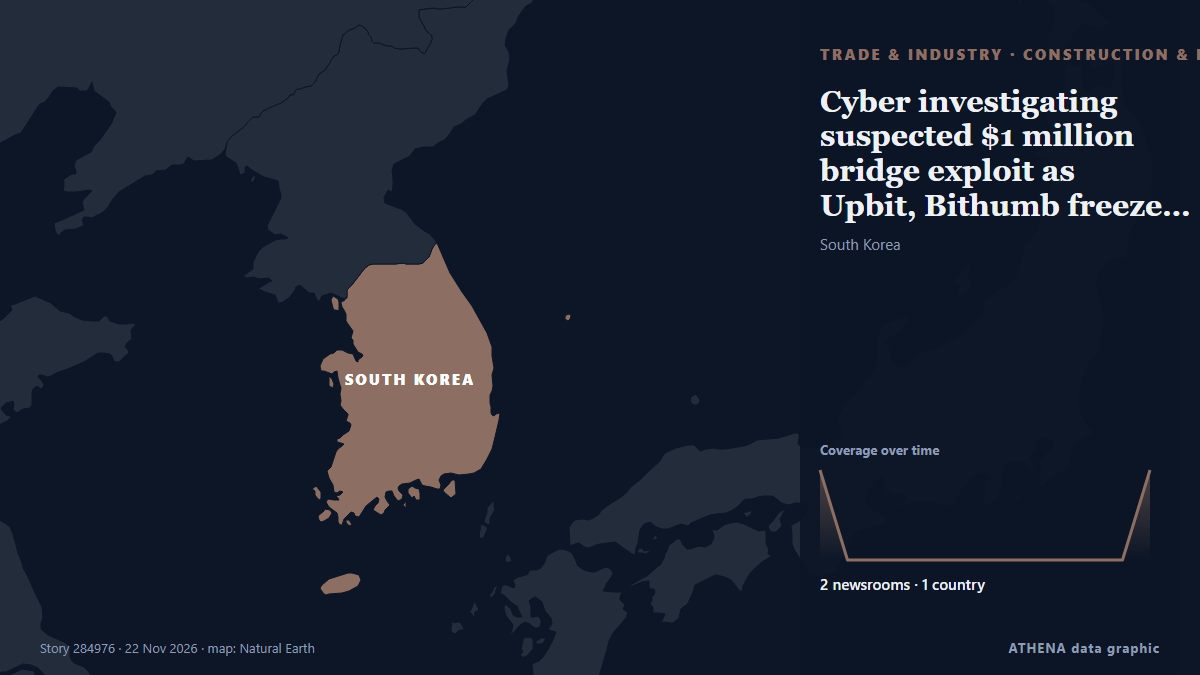 TRADE & INDUSTRY · CONSTRUCTION &
Cyber investigating
suspected $1 million
bridge exploit as
Upbit, Bithumb freeze...
South Korea
SOUTH KOREA
Coverage over time
2 newsrooms · 1 country
Story 284976 · 22 Nov 2026 · map: Natural Earth
ATHENA data graphic